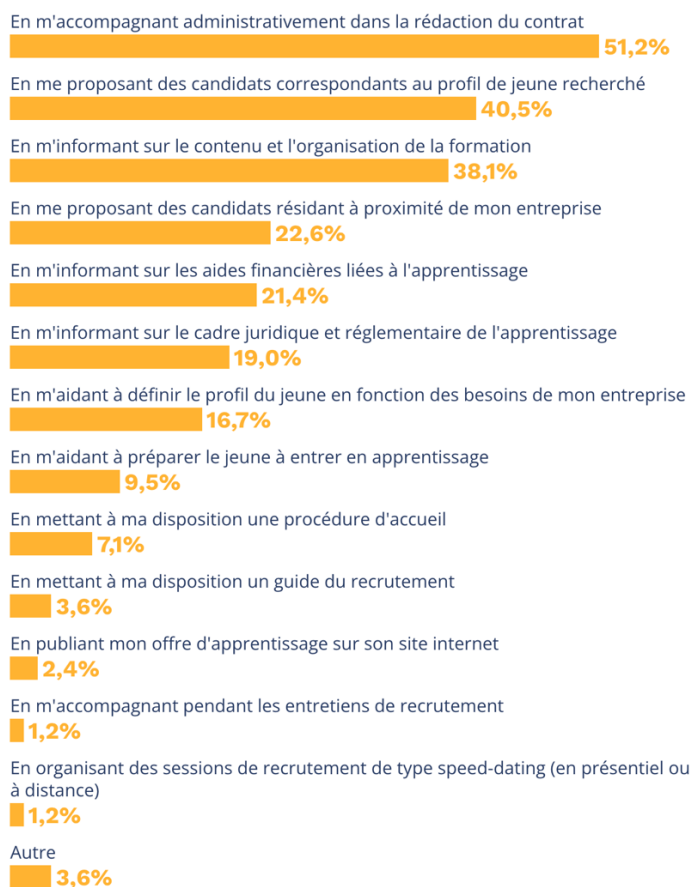 En m'accompagnant administrativement dans la rédaction du contrat
51,2%
En me proposant des candidats correspondants au profil de jeune recherché
40,5%
En m'informant sur le contenu et l'organisation de la formation
38,1%
En me proposant des candidats résidant à proximité de mon entreprise
22,6%
En m'informant sur les aides financières liées à l'apprentissage
21,4%
En m'informant sur le cadre juridique et réglementaire de l'apprentissage
19,0%
En m'aidant à définir le profil du jeune en fonction des besoins de mon entreprise
16,7%
En m'aidant à préparer le jeune à entrer en apprentissage
9,5%
En mettant à ma disposition une procédure d'accueil
7,1%
En mettant à ma disposition un guide du recrutement
3,6%
En publiant mon offre d'apprentissage sur son site internet
2,4%
En m'accompagnant pendant les entretiens de recrutement
1,2%
En organisant des sessions de recrutement de type speed-dating (en présentiel ou
à distance)
1,2%
Autre
3,6%